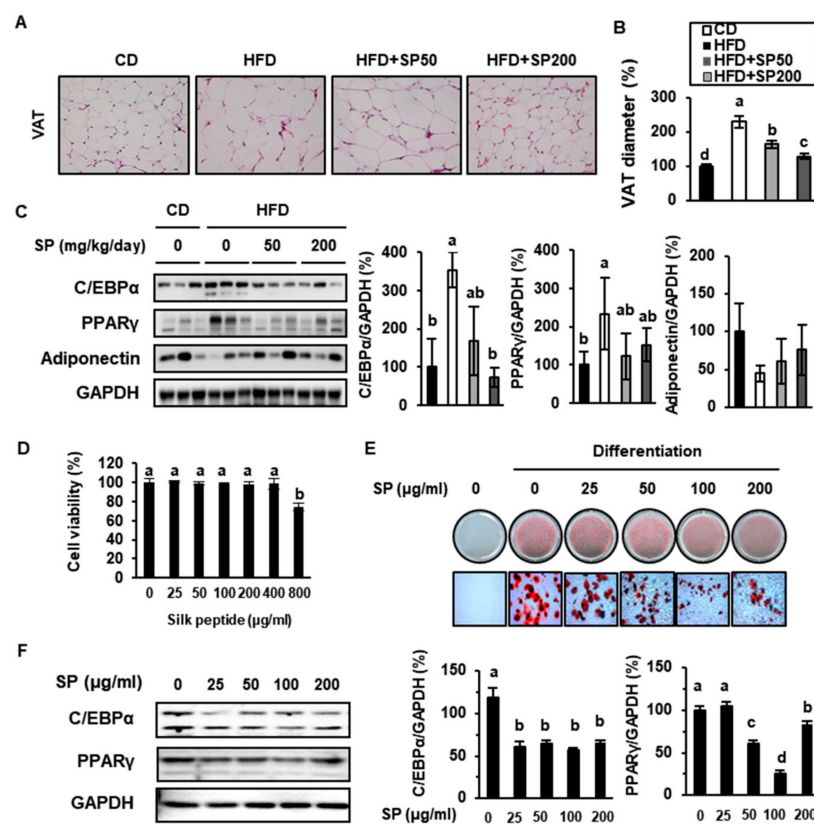 A
CD HFD HFD+SP50 HFD+SP200
VAT
B
CD
HFD
HFD+SP50
HFD+SP200
VAT diameter (%)
300
200
100
0
d a b c
C
CD HFD
SP (mg/kg/day) 0 0 50 200
C/EBPα
PPARγ
Adiponectin
GAPDH
C/EBPα/GAPDH (%)
400
300
200
100
0
b a ab b
PPARγ/GAPDH (%)
400
300
200
100
0
b a ab ab
Adiponectin/GAPDH (%)
200
150
100
50
0
D
Cell viability (%)
120
100
80
60
40
20
0
a a a a a a b
0 25 50 100 200 400 800
Silk peptide (μg/ml)
E
Differentiation
SP (μg/ml) 0 0 25 50 100 200
F
SP (μg/ml) 0 25 50 100 200
C/EBPα
PPARγ
GAPDH
C/EBPα/GAPDH (%)
150
100
50
0
a b b b b
SP (μg/ml) 0 25 50 100 200
PPARγ/GAPDH (%)
150
100
50
0
a a c d b
0 25 50 100 200